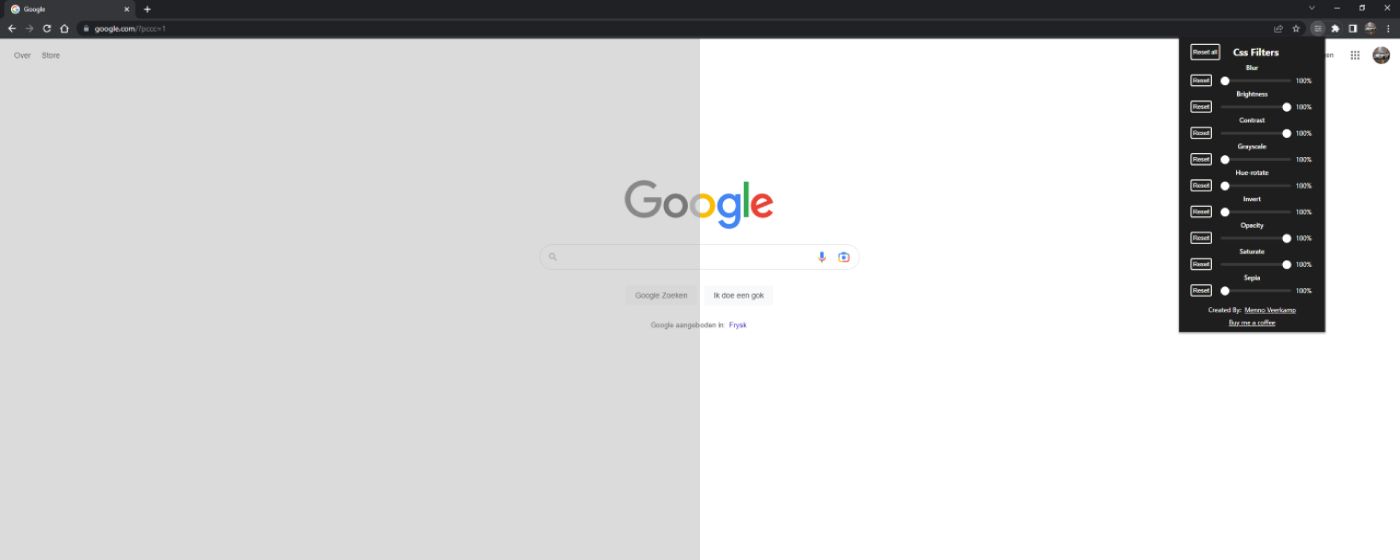 Google
google.com/?pccc=1
Over Store
en
Reset all Css Filters
Blur
Reset 100%
Brightness
Reset 100%
Contrast
Reset 100%
Grayscale
Reset 100%
Hue-rotate
Reset 100%
Invert
Reset 100%
Opacity
Reset 100%
Saturate
Reset 100%
Sepia
Reset 100%
Created By: Menno Veerkamp
Buy me a coffee
Google
Google Zoeken Ik doe een gok
Google aangeboden in: Frysk